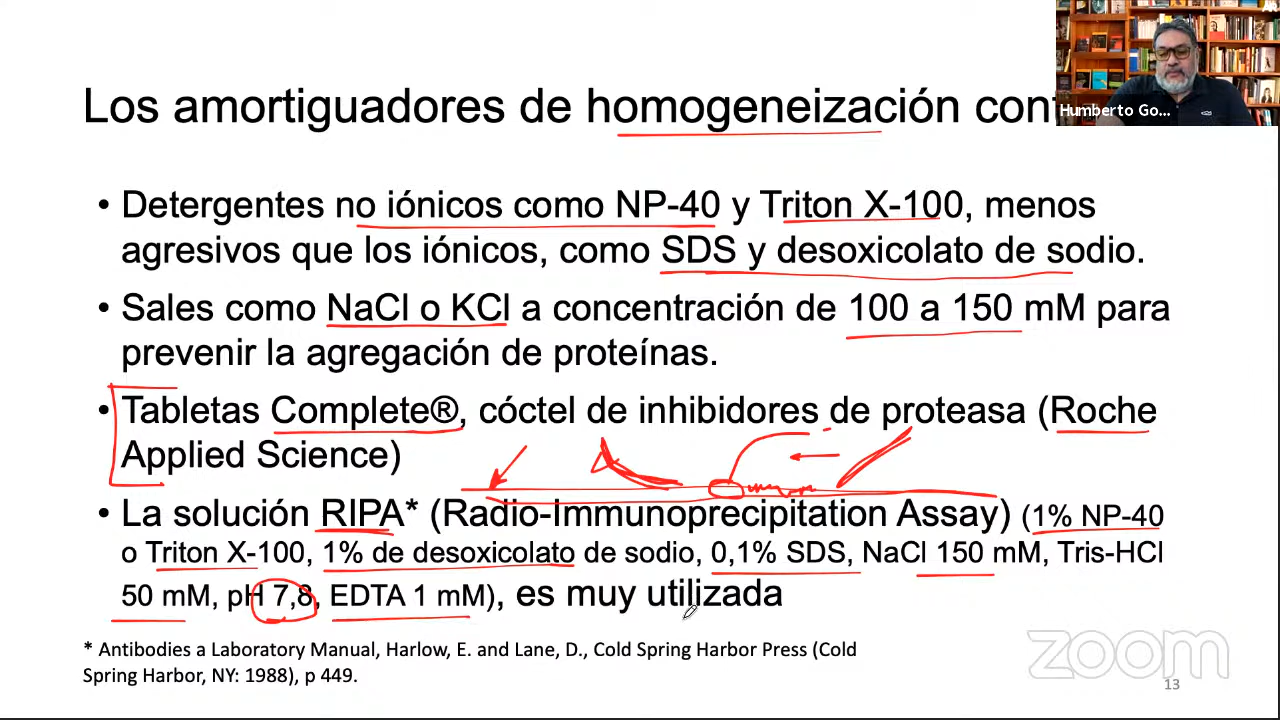 Los amortiguadores de homogeneización con
Humberto Go...
• Detergentes no iónicos como NP-40 y Triton X-100, menos
agresivos que los iónicos, como SDS y desoxicolato de sodio.
• Sales como NaCl o KCl a concentración de 100 a 150 mM para
prevenir la agregación de proteínas.
• Tabletas Complete®, cóctel de inhibidores de proteasa (Roche
Applied Science)
• La solución RIPA* (Radio-Immunoprecipitation Assay) (1% NP-40
o Triton X-100, 1% de desoxicolato de sodio, 0,1% SDS, NaCl 150 mM, Tris-HCl
50 mM, pH 7,8, EDTA 1 mM), es muy utilizada
* Antibodies a Laboratory Manual, Harlow, E. and Lane, D., Cold Spring Harbor Press (Cold
Spring Harbor, NY: 1988), p 449.
zoom
13